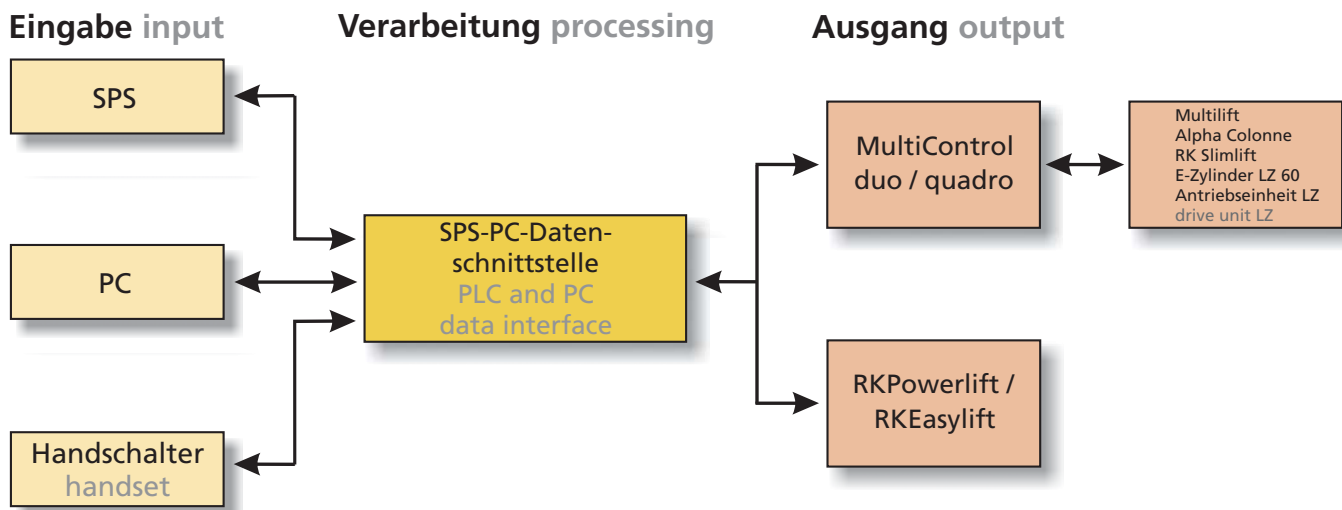 Eingabe input
Verarbeitung processing
Ausgang output
SPS
PC
Handschalter
handset
SPS-PC-Daten-
schnittstelle
PLC and PC
data interface
MultiControl
duo / quadro
RKPowerlift /
RKEasylift
Multilift
Alpha Colonne
RK Slimlift
E-Zylinder LZ 60
Antriebseinheit LZ
drive unit LZ